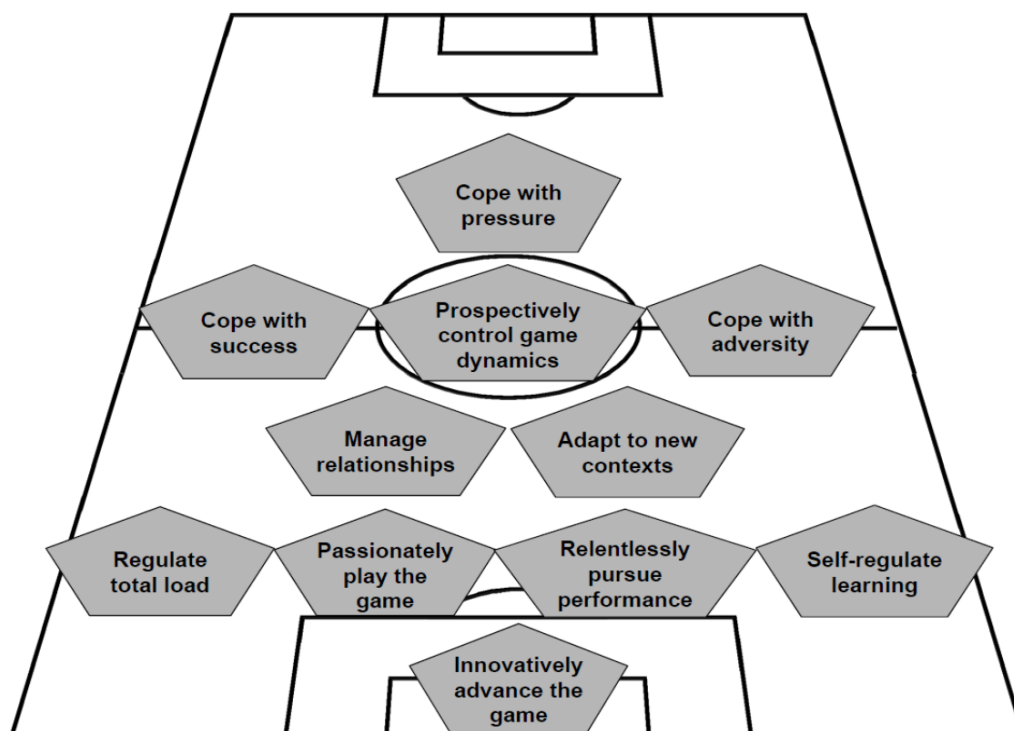 Cope with
pressure
Cope with
success
Prospectively
control game
dynamics
Cope with
adversity
Manage
relationships
Adapt to new
contexts
Regulate
total load
Passionately
play the
game
Relentlessly
pursue
performance
Self-regulate
learning
Innovatively
advance the
game